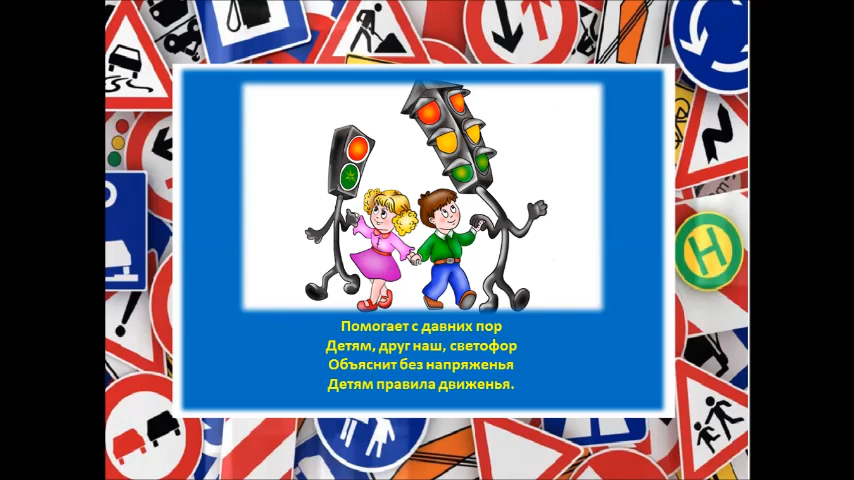 Помогает с давних пор
Детям, друг наш, светофор
Объяснит без напряженья
Детям правила движенья.
H